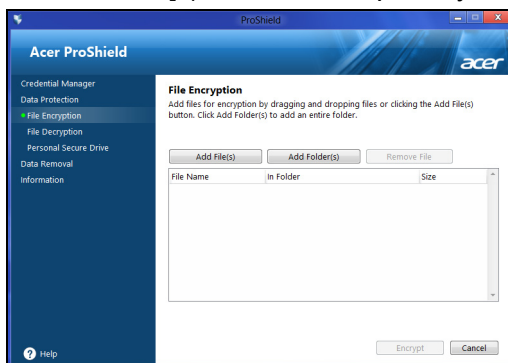 ProShield
Acer ProShield
acer
Credential Manager
Data Protection
File Encryption
File Decryption
Personal Secure Drive
Data Removal
Information
Help
File Encryption
Add files for encryption by dragging and dropping files or clicking the Add File(s)
button. Click Add Folder(s) to add an entire folder.
Add File(s) Add Folder(s) Remove File
File Name In Folder Size
Encrypt Cancel